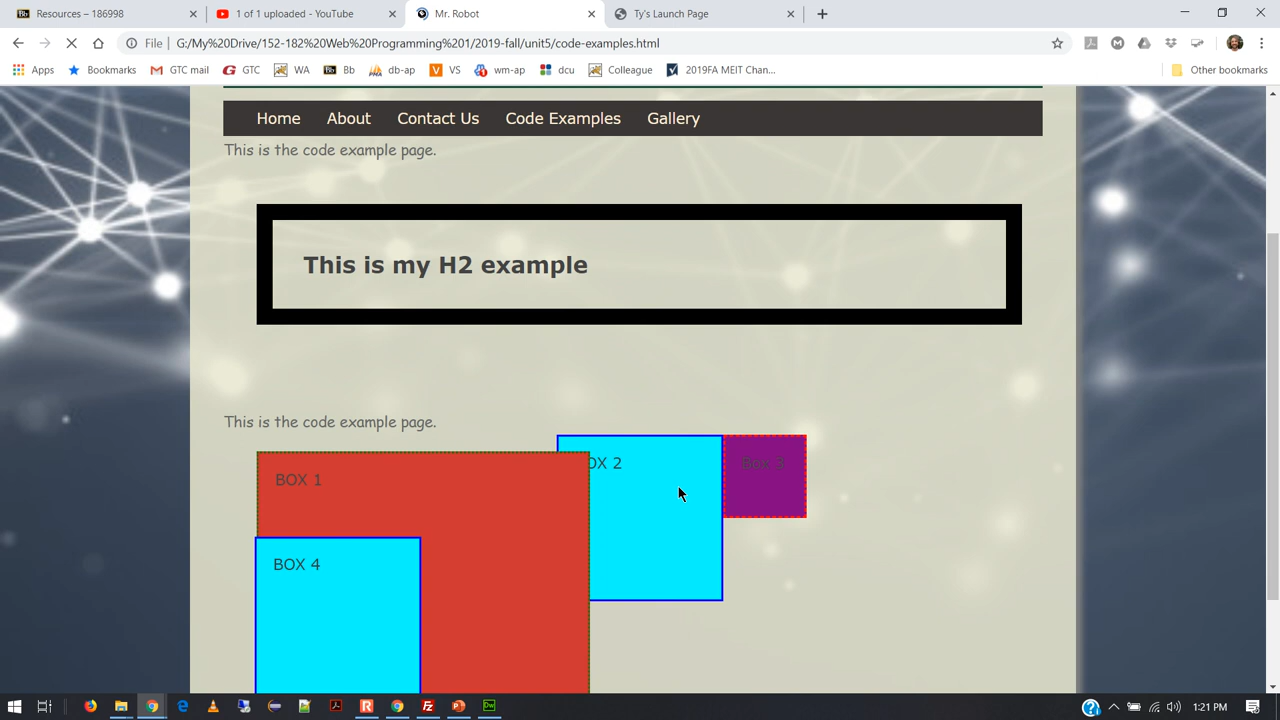 Resources – 186998
1 of 1 uploaded - YouTube
Mr. Robot
Ty's Launch Page
File
G:/My%20Drive/152-182%20Web%20Programming%201/2019-fall/unit5/code-examples.html
Apps
Bookmarks
GTC mail
GTC
WA
Bb
db-ap
VS
wm-ap
dcu
Colleague
2019FA MEIT Chan...
Other bookmarks
Home
About
Contact Us
Code Examples
Gallery
This is the code example page.
This is my H2 example
This is the code example page.
BOX 1
OX 2
Box 3
BOX 4
1:21 PM